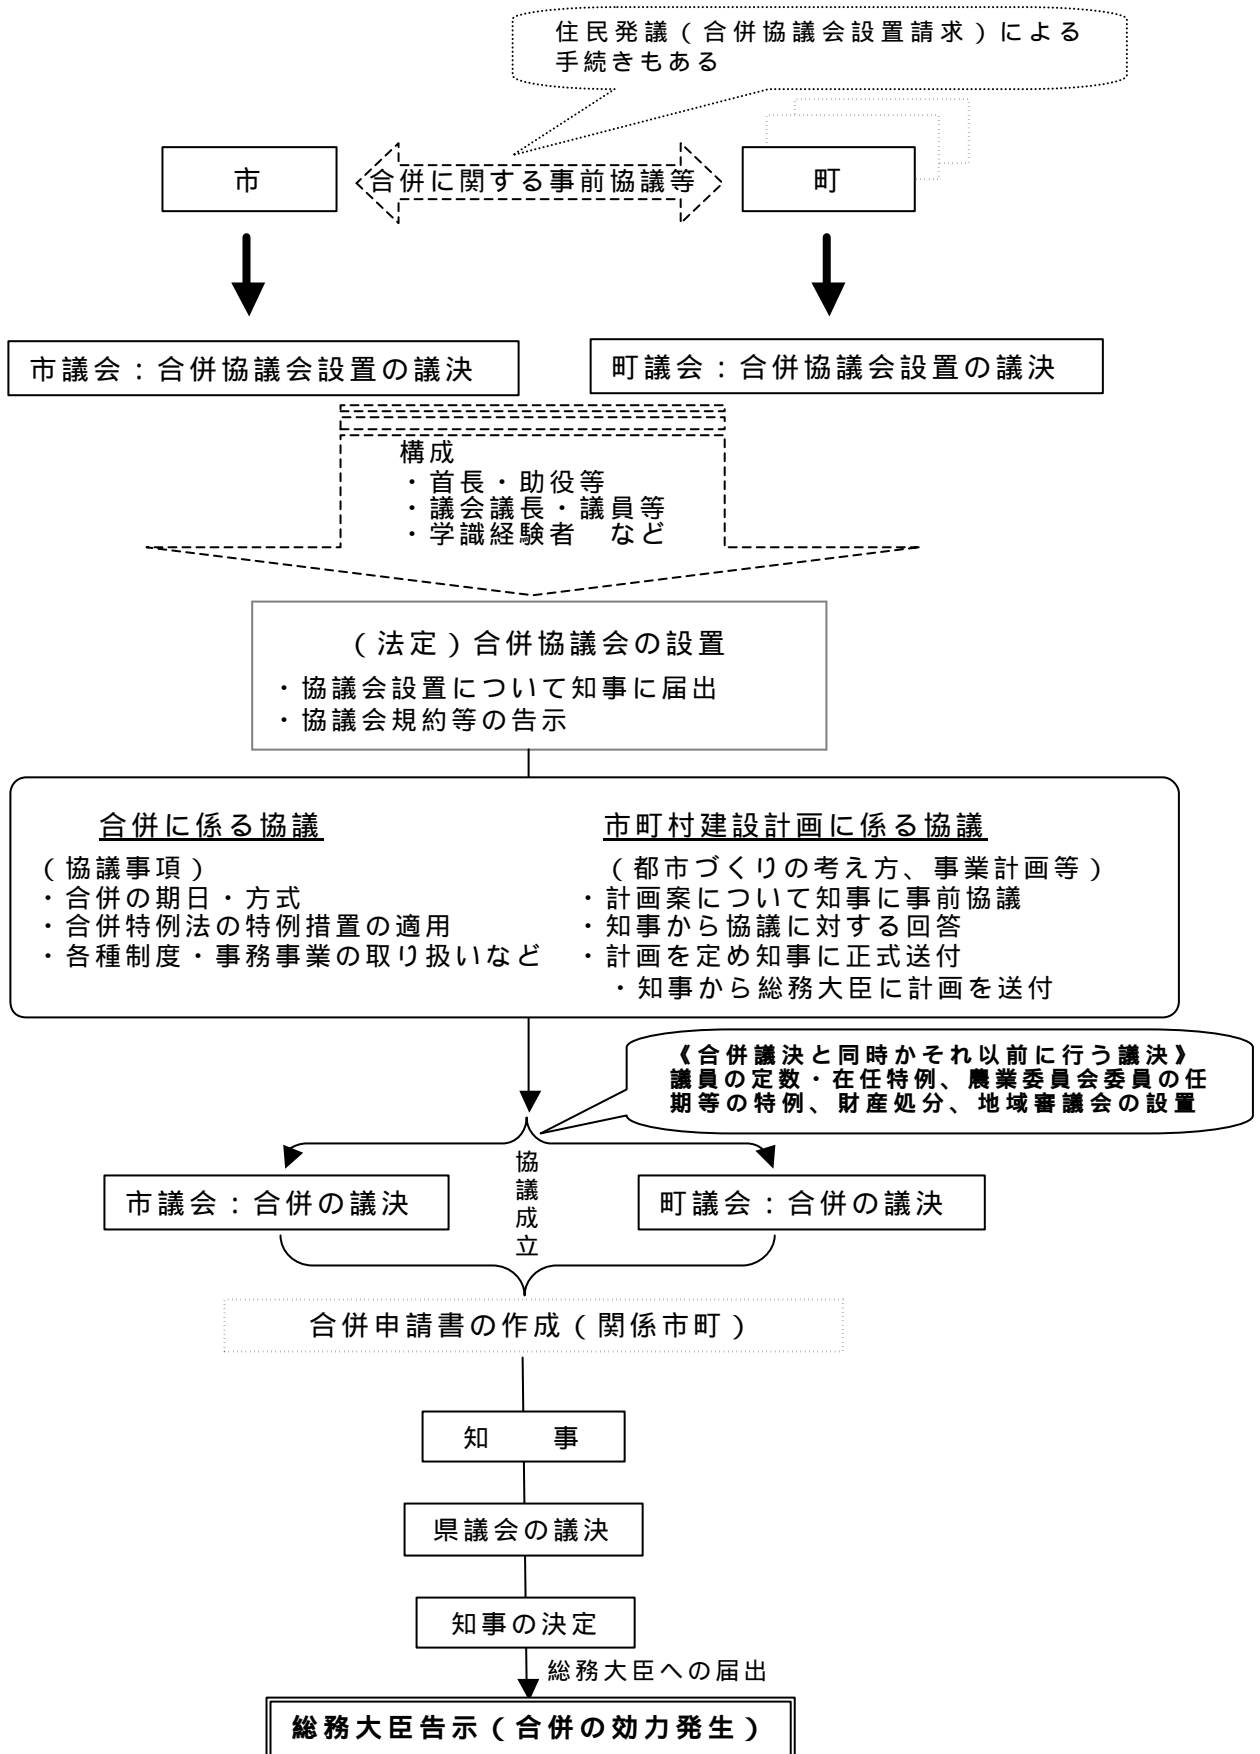 住民発議（合併協議会設置請求）による
手続きもある
市
合併に関する事前協議等
町
市議会：合併協議会設置の議決
町議会：合併協議会設置の議決
構成
・首長・助役等
・議会議長・議員等
・学識経験者　など
（法定）合併協議会の設置
・協議会設置について知事に届出
・協議会規約等の告示
合併に係る協議
（協議事項）
・合併の期日・方式
・合併特例法の特例措置の適用
・各種制度・事務事業の取り扱いなど
市町村建設計画に係る協議
（都市づくりの考え方、事業計画等）
・計画案について知事に事前協議
・知事から協議に対する回答
・計画を定め知事に正式送付
・知事から総務大臣に計画を送付
《合併議決と同時かそれ以前に行う議決》
議員の定数・在任特例、農業委員会委員の任
期等の特例、財産処分、地域審議会の設置
協議成立
市議会：合併の議決
町議会：合併の議決
合併申請書の作成（関係市町）
知　　事
県議会の議決
知事の決定
総務大臣への届出
総務大臣告示（合併の効力発生）